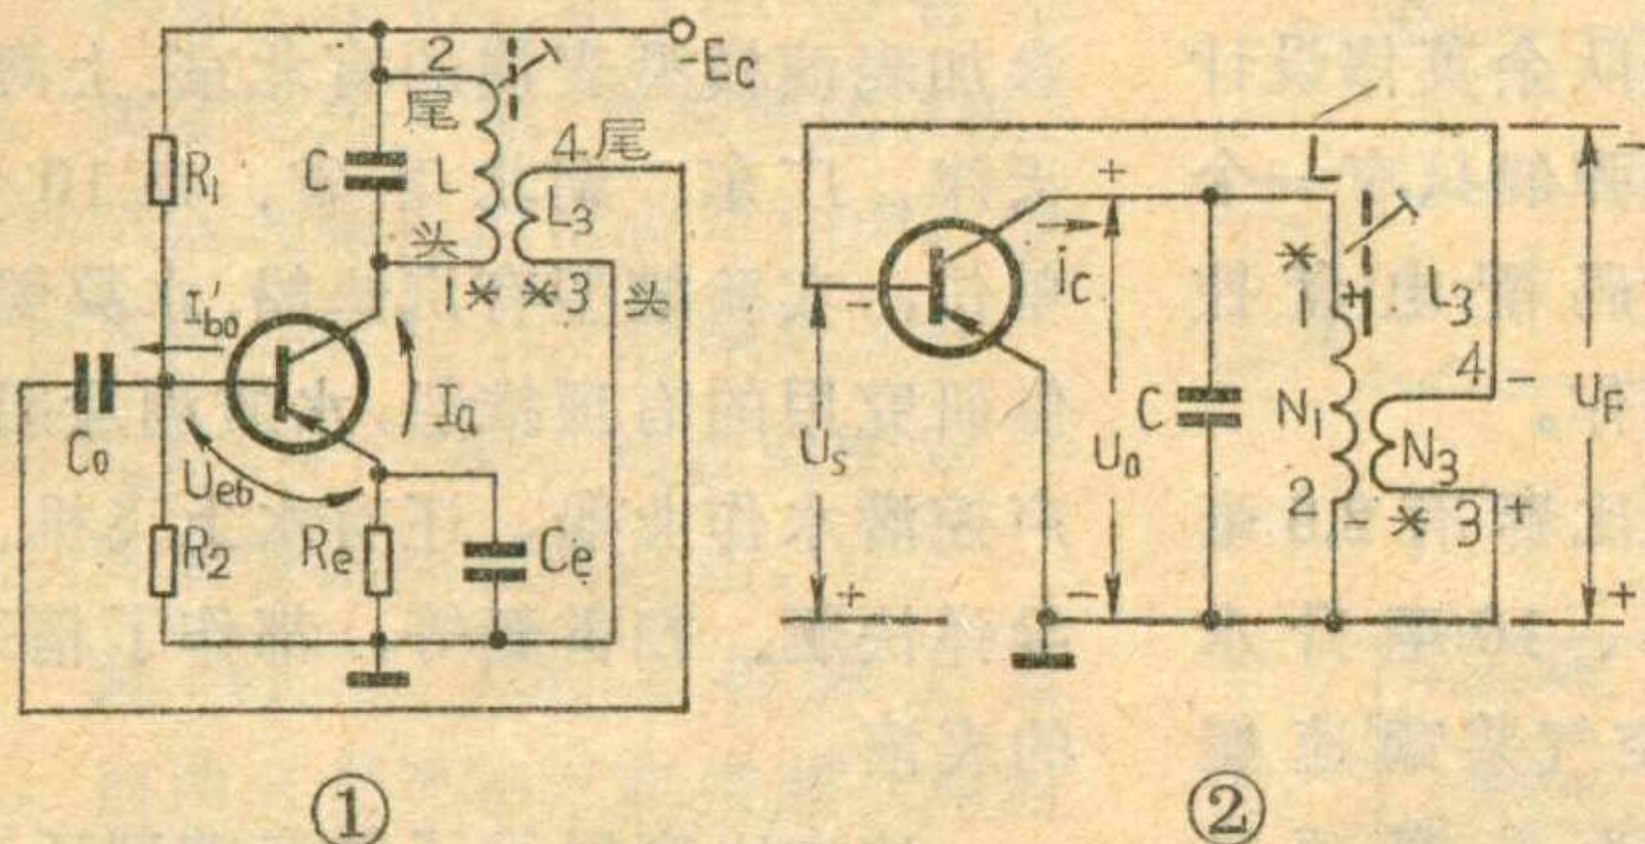 2
-Ec
尾
4尾
R₁
C
L
L₃
头
1* *3
头
I'bo
Ia
Co
Ueb
R₂
Re
Ce
①
L
+
-
ic
*
1
+
L₃
4
-
-
UF
Us
Uo
C
N₁
N₃
2
-
*
3
+
+
-
+
②